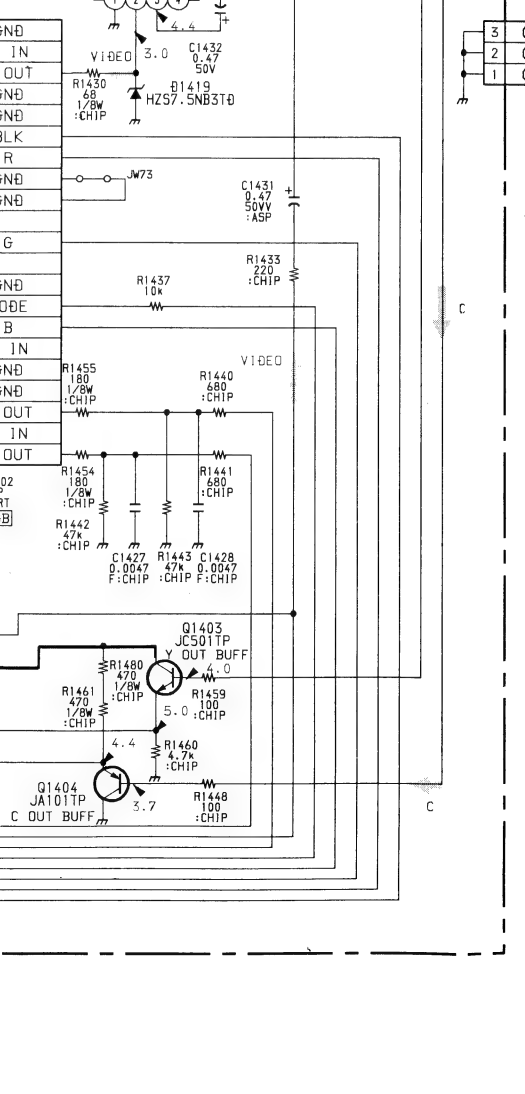 1 2 3 4
4.4
+
GND
IN
OUT
GND
GND
BLK
R
GND
GND
G
GND
B
IN
GND
GND
OUT
IN
OUT
VIDEO
3.0
C1432
0.47
50V
R1430
68
1/8W
:CHIP
D1419
HZS7.5NB3TD
3
2
1
JW73
C1431
0.47
50VV
:ASP
+
R1433
220
:CHIP
R1437
10k
C
VIDEO
R1455
180
1/8W
:CHIP
R1440
680
:CHIP
R1454
180
1/8W
:CHIP
R1441
680
:CHIP
02
P
RT
B
R1442
47k
:CHIP
C1427
0.0047
F:CHIP
R1443
47k
:CHIP
C1428
0.0047
F:CHIP
Q1403
JC501TP
Y OUT BUFF
R1480
470
1/8W
:CHIP
4.0
R1461
470
1/8W
:CHIP
R1459
100
:CHIP
5.0
4.4
R1460
4.7k
:CHIP
Q1404
JA101TP
C OUT BUFF
3.7
R1448
100
:CHIP
C